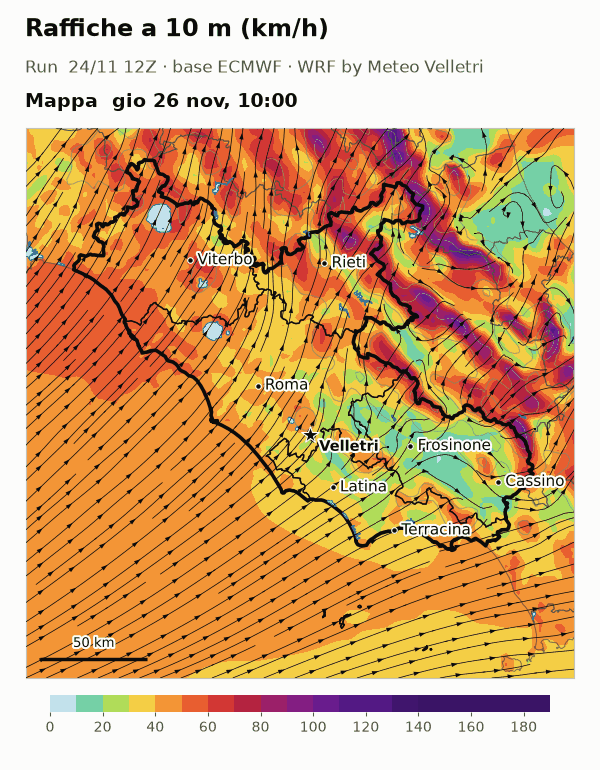 Raffiche a 10 m (km/h)
Run  24/11 12Z · base ECMWF · WRF by Meteo Velletri
Mappa  gio 26 nov, 10:00
Viterbo
Rieti
Roma
Velletri
Frosinone
Cassino
Latina
Terracina
50 km
0 20 40 60 80 100 120 140 160 180